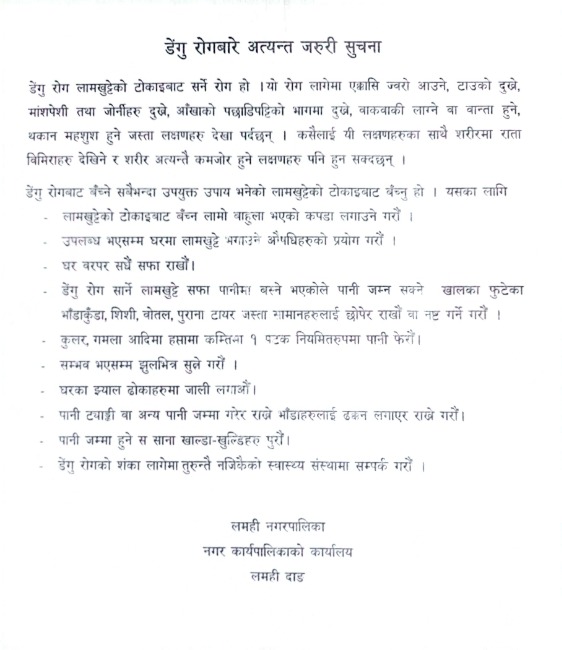 डेंगु रोगबारे अत्यन्त जरुरी सुचना
डेंगु रोग लामखुट्टेको टोकाइबाट सर्ने रोग हो ।यो रोग लागेमा एक्कासि ज्वरो आउने, टाउको दुख्ने,
मांशपेशी तथा जोर्नीहरु दुख्ने, आँखाको पछाडिपट्टिको भागमा दुख्ने, वाकवाकी लाग्ने वा वान्ता हुने,
थकान महशुश हुने जस्ता लक्षणहरु देखा पर्दछन् । कसैलाई यी लक्षणहरुका साथै शरीरमा राता
विमिराहरु देखिने र शरीर अत्यन्तै कमजोर हुने लक्षणहरु पनि हुन सक्दछन् ।
डेंगु रोगबाट बँच्ने सबैभन्दा उपयुक्त उपाय भनेको लामखुट्टेको टोकाइबाट बँच्नु हो । यसका लागि
- लामखुट्टेको टोकाइबाट बँच्न लामो वाहुला भएको कपडा लगाउने गरौं ।
- उपलब्ध भएसम्म घरमा लामखुट्टे भगाउने औषधिहरुको प्रयोग गरौं ।
- घर वरपर सधैँ सफा राखौं।
- डेंगु रोग सार्ने लामखुट्टे सफा पानीमा बस्ने भएकोले पानी जम्न सक्ने खालका फुटेका
भाँडाकुँडा, शिशी, वोतल, पुराना टायर जस्ता सामानहरुलाई छोपेर राखौं वा नष्ट गर्ने गरौं ।
- कुलर, गमला आदिमा हप्तामा कम्तिमा १ पटक नियमितरुपमा पानी फेरौं।
- सम्भव भएसम्म झुलभित्र सुत्ने गरौं ।
- घरका झ्याल ढोकाहरुमा जाली लगाऔं।
- पानी ट्याङ्की वा अन्य पानी जम्मा गरेर राख्ने भाँडाहरुलाई ढक्कन लगाएर राख्ने गरौं।
- पानी जम्मा हुने स साना खाल्डा-खुल्डिहरु पुरौं।
- डेंगु रोगको शंका लागेमा तुरुन्तै नजिकैको स्वास्थ्य संस्थामा सम्पर्क गरौं ।
लमही नगरपालिका
नगर कार्यपालिकाको कार्यालय
लमही दाङ